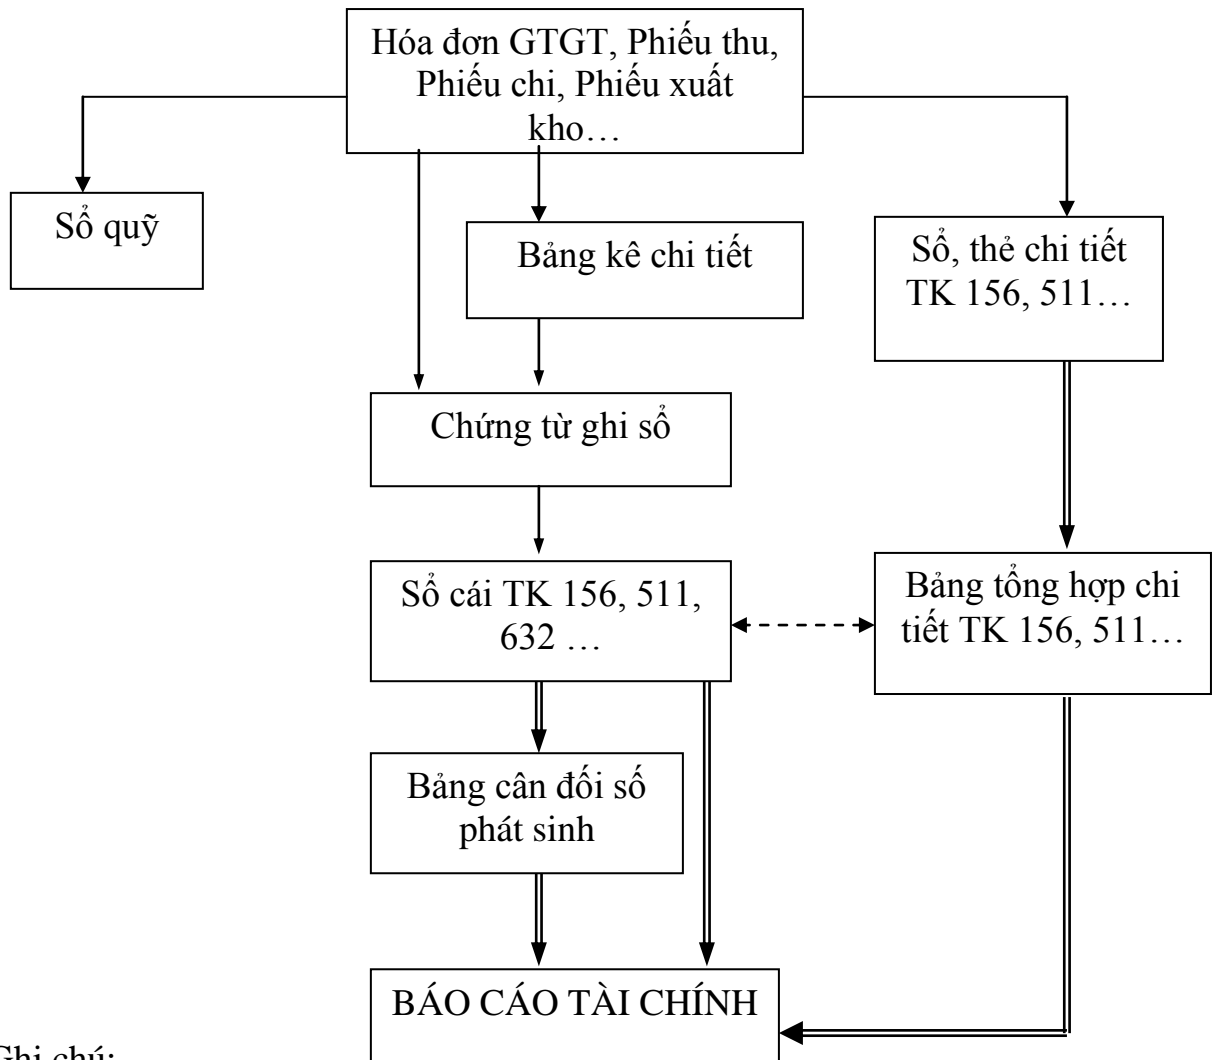 Hóa đơn GTGT, Phiếu thu,
Phiếu chi, Phiếu xuất
kho…
Sổ quỹ
Bảng kê chi tiết
Sổ, thẻ chi tiết
TK 156, 511…
Chứng từ ghi sổ
Sổ cái TK 156, 511,
632 …
Bảng tổng hợp chi
tiết TK 156, 511…
Bảng cân đối số
phát sinh
BÁO CÁO TÀI CHÍNH
Ghi chú: